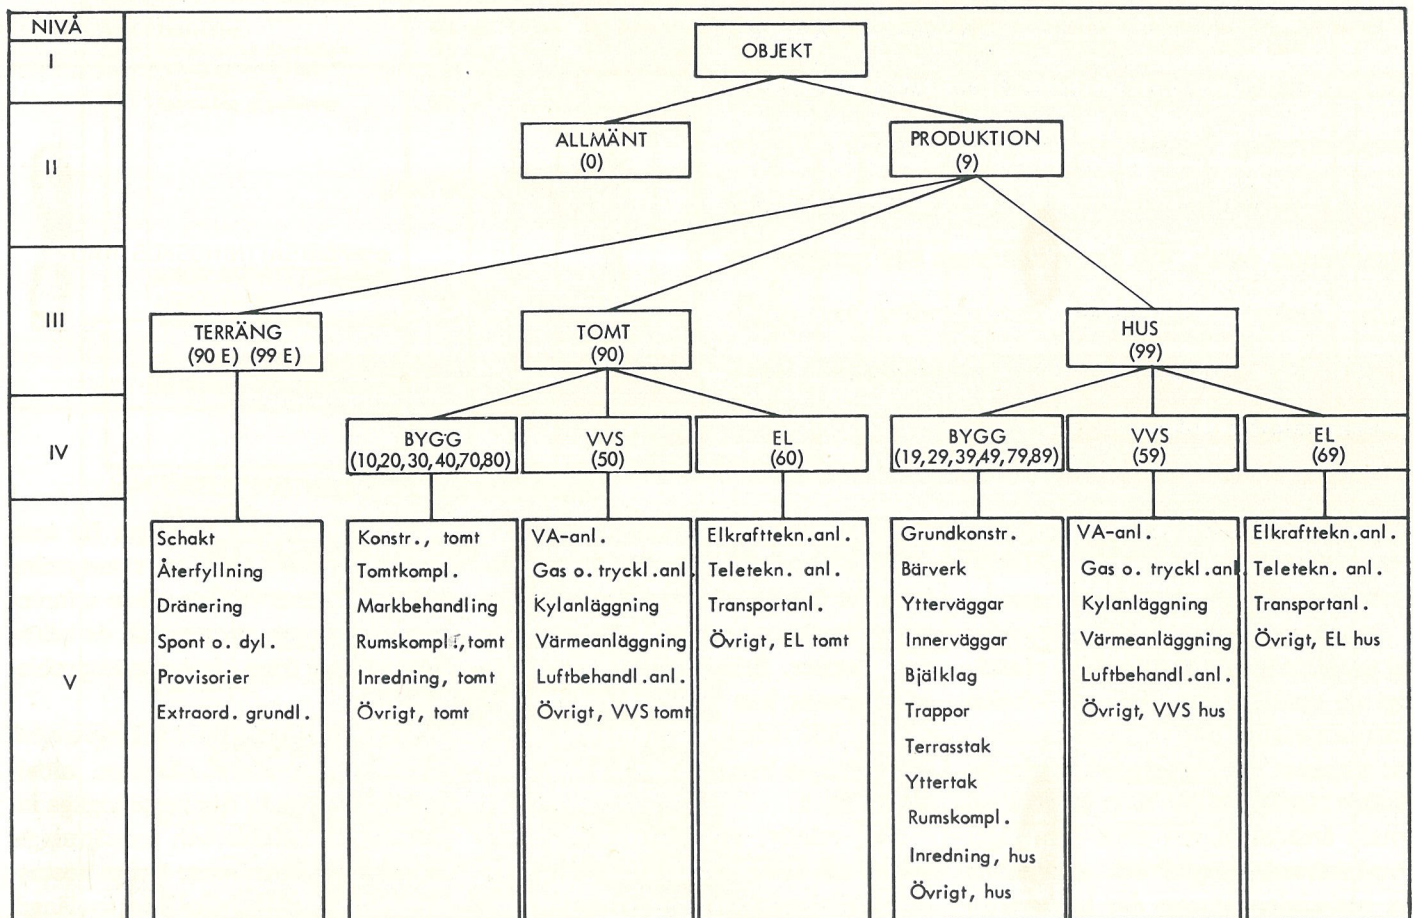 NIVÅ
I
OBJEKT
II
ALLMÄNT
(0)
PRODUKTION
(9)
III
TERRÄNG
(90 E) (99 E)
TOMT
(90)
HUS
(99)
IV
BYGG
(10,20,30,40,70,80)
VVS
(50)
EL
(60)
BYGG
(19,29,39,49,79,89)
VVS
(59)
EL
(69)
V
Schakt
Återfyllning
Dränering
Spont o. dyl.
Provisorier
Extraord. grundl.
Konstr., tomt
Tomtkompl.
Markbehandling
Rumskompl., tomt
Inredning, tomt
Övrigt, tomt
VA-anl.
Gas o. tryckl.anl.
Kylanläggning
Värmeanläggning
Luftbehandl.anl.
Övrigt, VVS tomt
Elkrafttekn.anl.
Teletekn. anl.
Transportanl.
Övrigt, EL tomt
Grundkonstr.
Bärverk
Ytterväggar
Innerväggar
Bjälklag
Trappor
Terrasstak
Yttertak
Rumskompl.
Inredning, hus
Övrigt, hus
VA-anl.
Gas o. tryckl.anl.
Kylanläggning
Värmeanläggning
Luftbehandl.anl.
Övrigt, VVS hus
Elkrafttekn.anl.
Teletekn. anl.
Transportanl.
Övrigt, EL hus